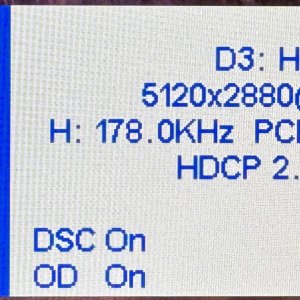 D3: H
5120x2880
H: 178.0KHz PC
HDCP 2.
DSC On
OD On